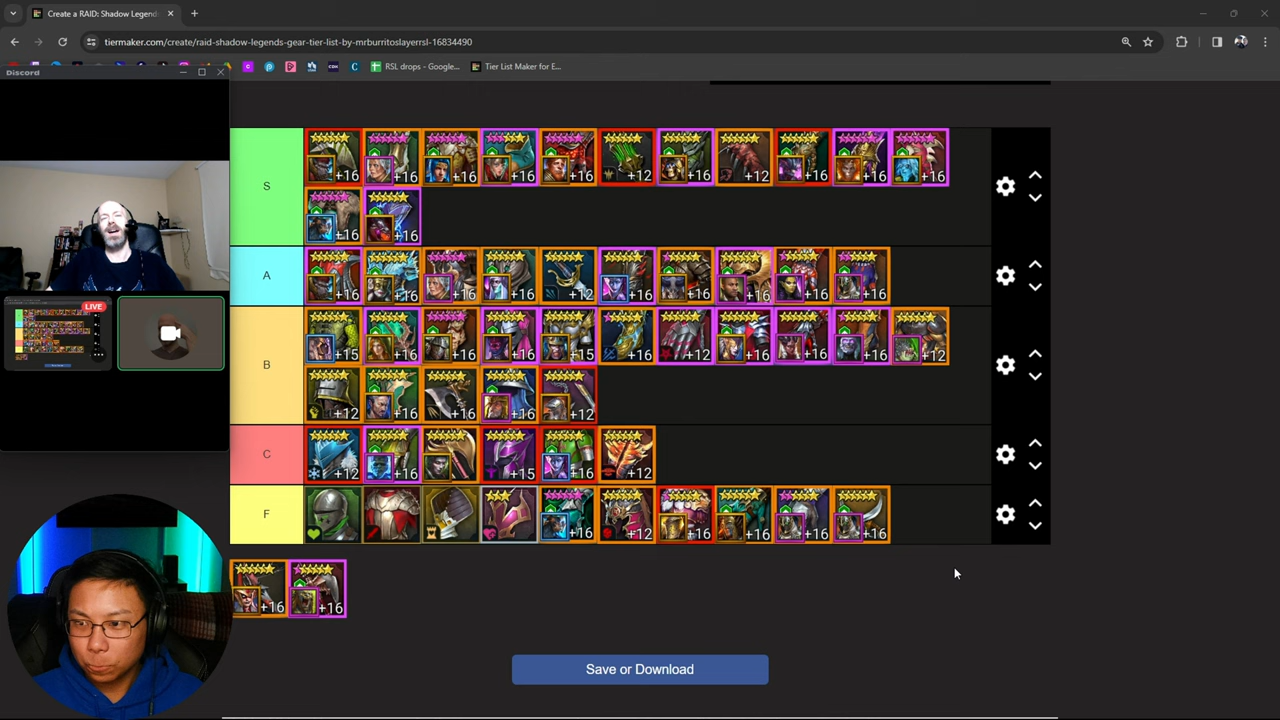 Create a RAID: Shadow Legend
tiermaker.com/create/raid-shadow-legends-gear-tier-list-by-mrburritoslayerrsl-16834490
RSL drops - Google...
Tier List Maker for E...
Discord
LIVE
S
+16 +16 +16 +16 +16 +12 +16 +12 +16 +16 +16
+16 +16
A
+16 +16 +16 +16 +12 +16 +16 +16 +16 +16
B
+15 +16 +16 +16 +15 +16 +12 +16 +16 +16 +12
+12 +16 +16 +16 +12
C
+12 +16 +16 +15 +16 +12
F
+16 +12 +16 +16 +16 +16
+16 +16
Save or Download